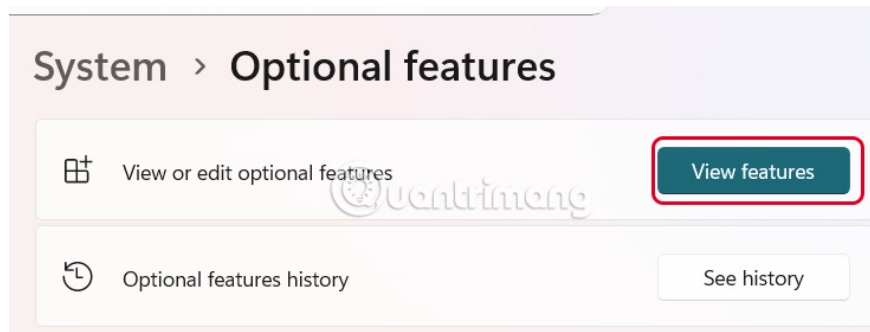 System > Optional features
View or edit optional features
View features
Quantrimang
Optional features history
See history